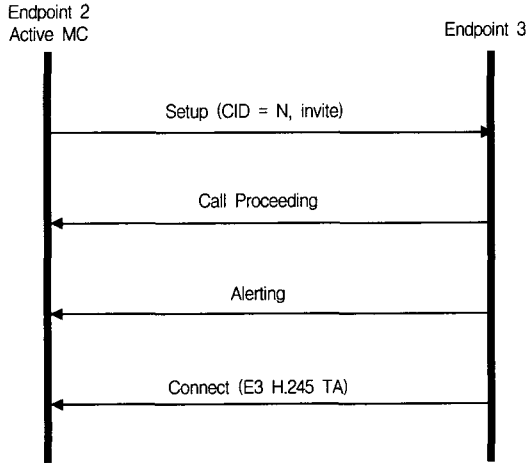 Endpoint 2
Active MC
Endpoint 3
Setup (CID = N, invite)
Call Proceeding
Alerting
Connect (E3 H.245 TA)